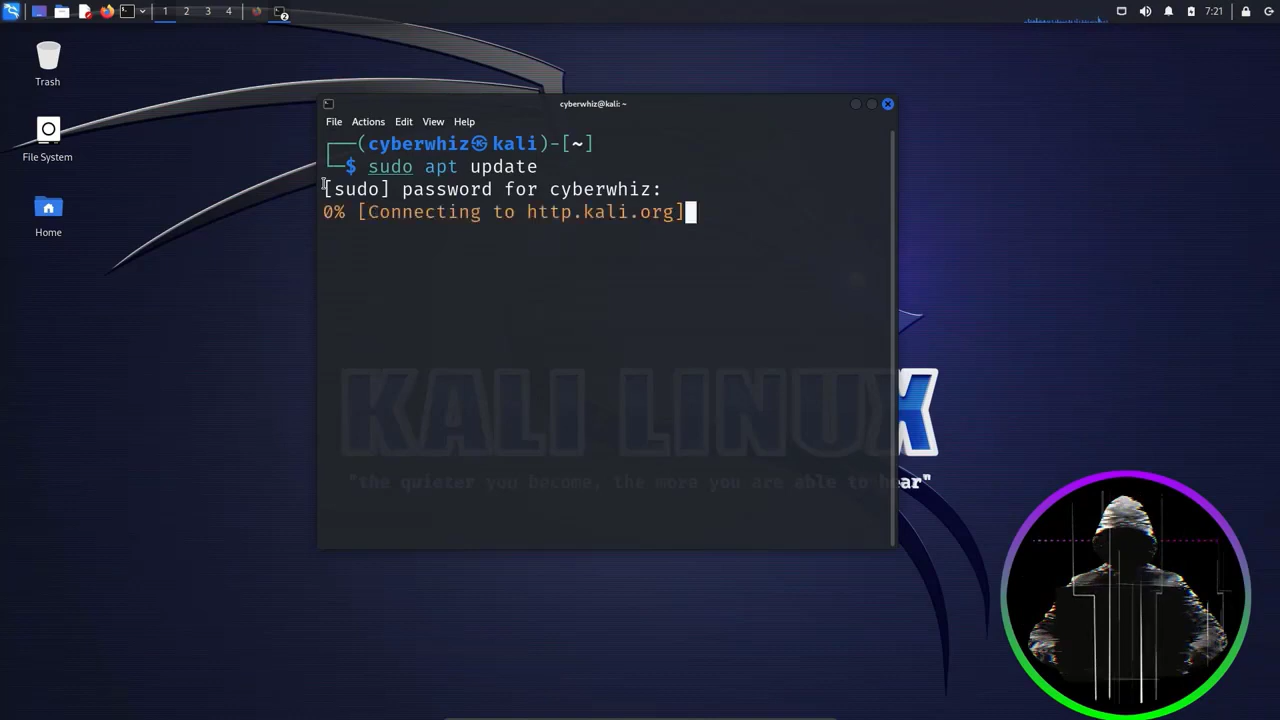 1 2 3 4
2
7:21
Trash
File System
Home
cyberwhiz@kali: ~
File Actions Edit View Help
┌──(cyberwhiz㉿kali)-[~]
└─$ sudo apt update
[sudo] password for cyberwhiz:
0% [Connecting to http.kali.org]
KALI LINUX
"the quieter you become, the more you are able to hear"